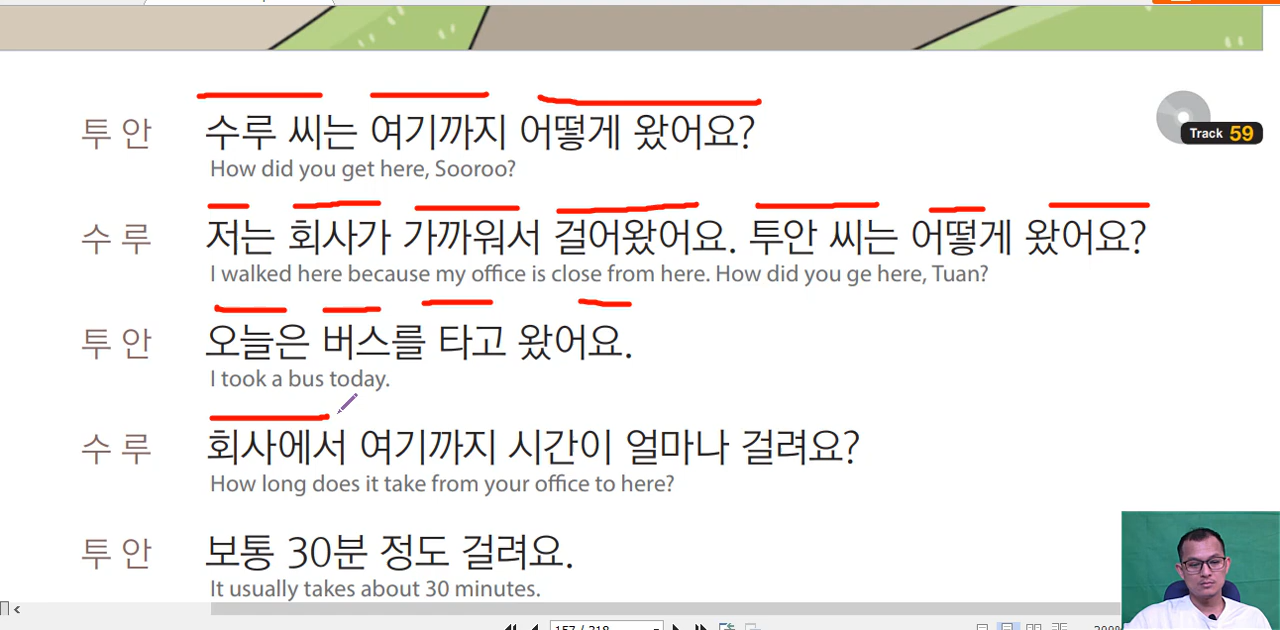 투 안 수루 씨는 여기까지 어떻게 왔어요?
How did you get here, Sooroo?
Track 59
수 루 저는 회사가 가까워서 걸어왔어요. 투안 씨는 어떻게 왔어요?
I walked here because my office is close from here. How did you ge here, Tuan?
투 안 오늘은 버스를 타고 왔어요.
I took a bus today.
수 루 회사에서 여기까지 시간이 얼마나 걸려요?
How long does it take from your office to here?
투 안 보통 30분 정도 걸려요.
It usually takes about 30 minutes.
157 / 318